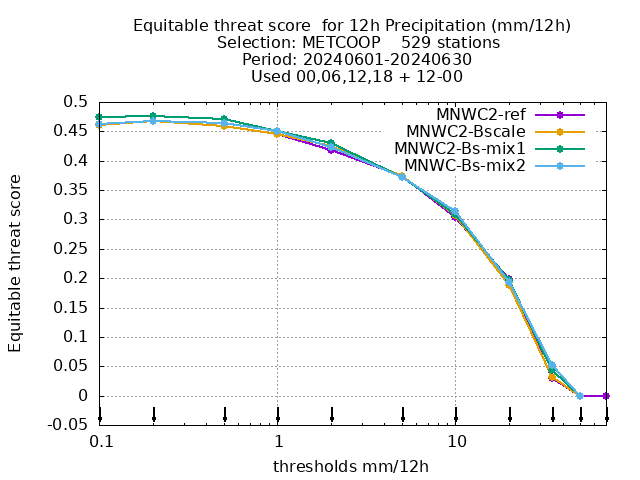 Equitable threat score  for 12h Precipitation (mm/12h)
Selection: METCOOP    529 stations
Period: 20240601-20240630
Used 00,06,12,18 + 12-00
MNWC2-ref
MNWC2-Bscale
MNWC2-Bs-mix1
MNWC-Bs-mix2
Equitable threat score
0.5
0.45
0.4
0.35
0.3
0.25
0.2
0.15
0.1
0.05
0
-0.05
0.1 1 10
thresholds mm/12h